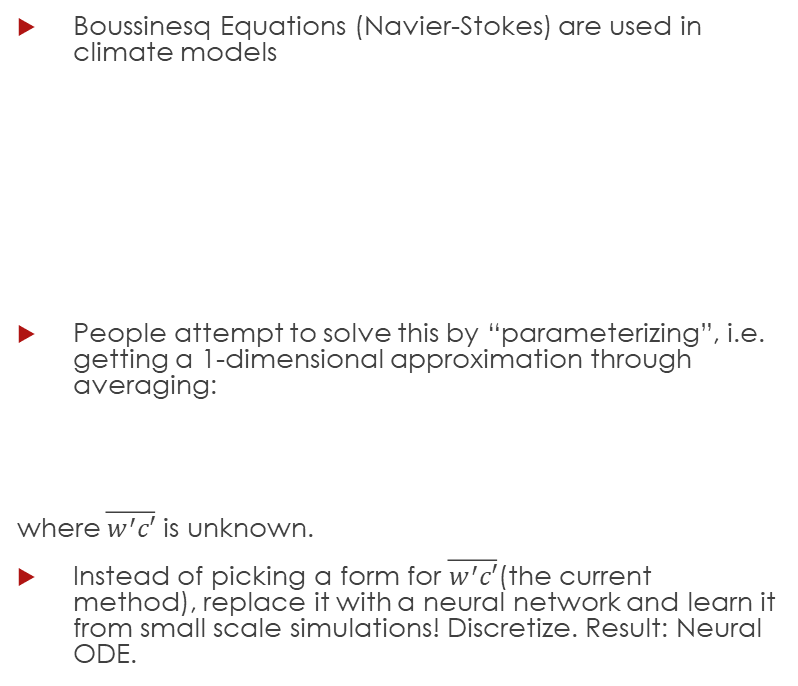 Boussinesq Equations (Navier-Stokes) are used in
climate models
People attempt to solve this by “parameterizing”, i.e.
getting a 1-dimensional approximation through
averaging:
where $\overline{w'c'}$ is unknown.
Instead of picking a form for $\overline{w'c'}$(the current
method), replace it with a neural network and learn it
from small scale simulations! Discretize. Result: Neural
ODE.